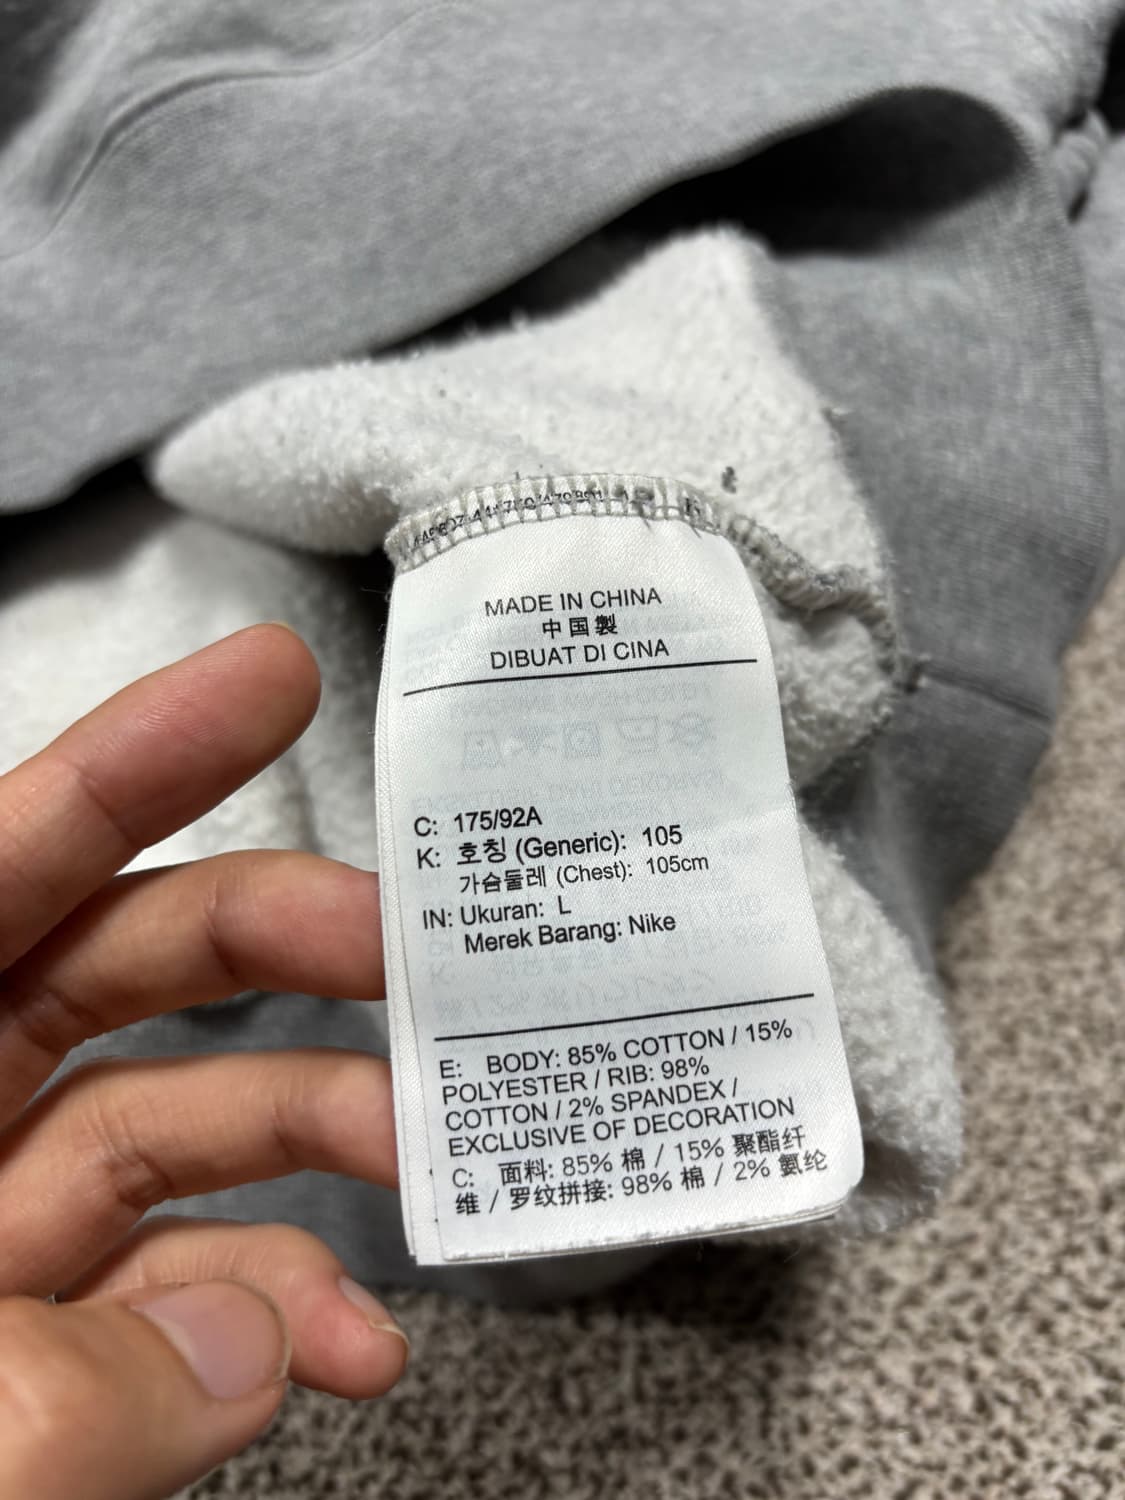 MADE IN CHINA
中国製
DIBUAT DI CINA
C: 175/92A
K: 호칭 (Generic): 105
가슴둘레 (Chest): 105cm
IN: Ukuran: L
Merek Barang: Nike
E: BODY: 85% COTTON / 15%
POLYESTER / RIB: 98%
COTTON / 2% SPANDEX /
EXCLUSIVE OF DECORATION
C: 面料: 85% 棉 / 15% 聚酯纤
维 / 罗纹拼接: 98% 棉 / 2% 氨纶